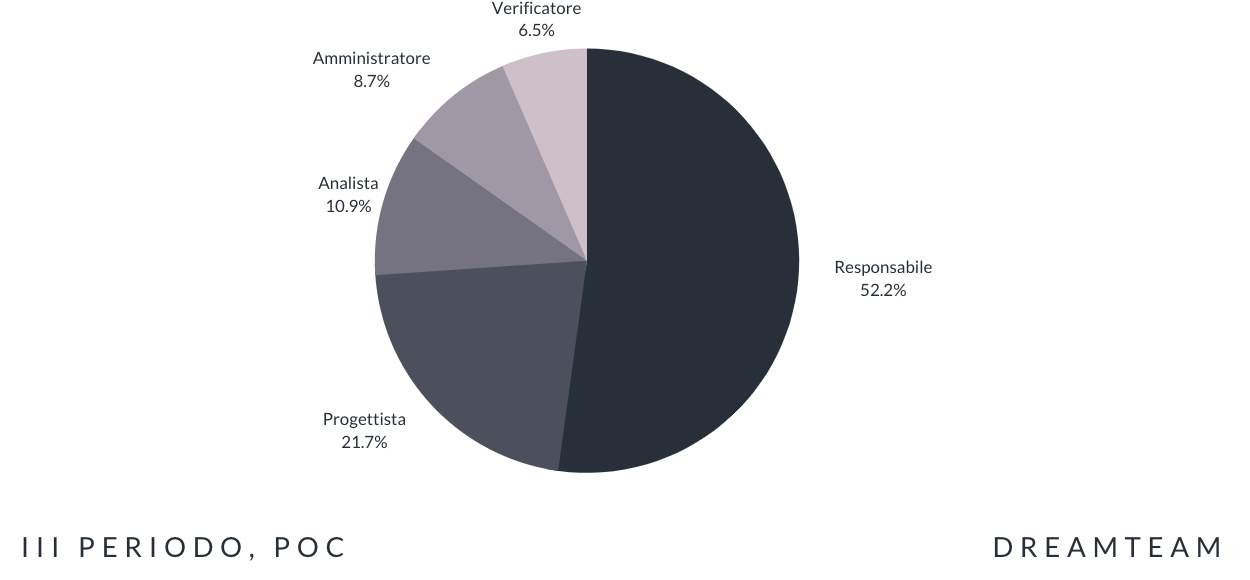 Verificatore
6.5%
Amministratore
8.7%
Analista
10.9%
Responsabile
52.2%
Progettista
21.7%
III PERIODO, POC
DREAMTEAM